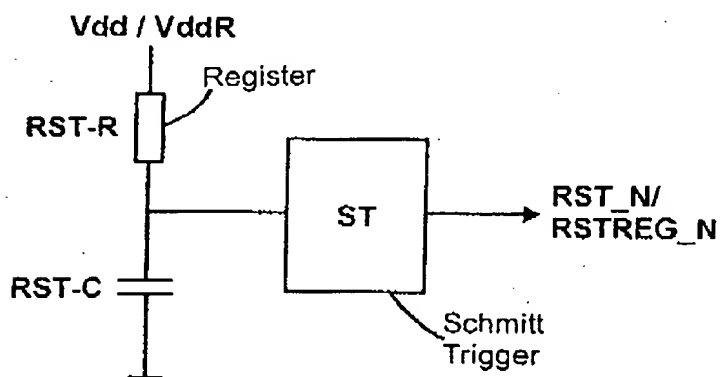 Vdd / VddR
Register
RST-R
ST
RST_N/
RSTREG_N
RST-C
Schmitt
Trigger